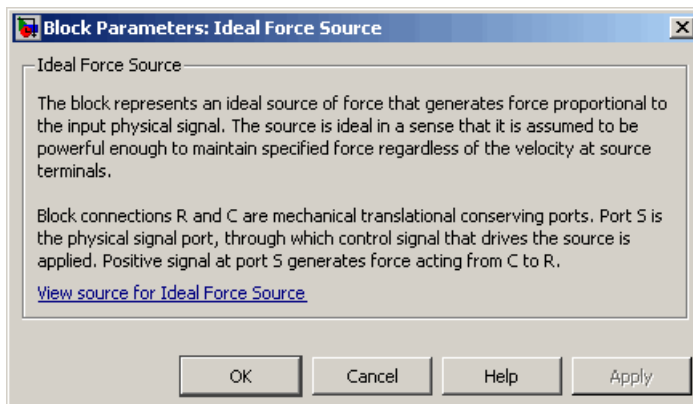 Block Parameters: Ideal Force Source
Ideal Force Source
The block represents an ideal source of force that generates force proportional to
the input physical signal. The source is ideal in a sense that it is assumed to be
powerful enough to maintain specified force regardless of the velocity at source
terminals.
Block connections R and C are mechanical translational conserving ports. Port S is
the physical signal port, through which control signal that drives the source is
applied. Positive signal at port S generates force acting from C to R.
View source for Ideal Force Source
OK Cancel Help Apply